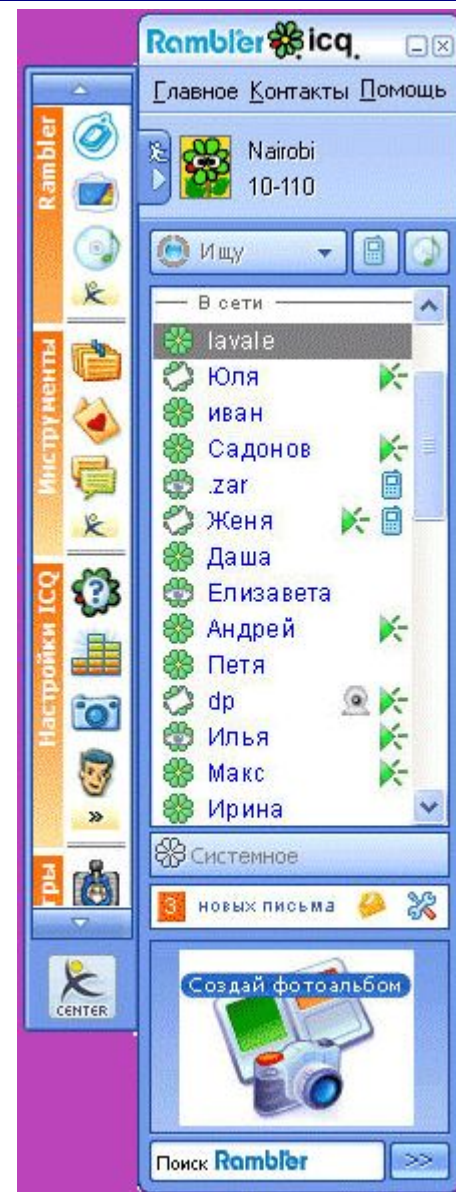 Rambler icq
Главное Контакты Помощь
Nairobi
10-110
Ищу
В сети
lavale
Юля
иван
Садонов
.zar
Женя
Даша
Елизавета
Андрей
Петя
dp
Илья
Макс
Ирина
Системное
3 новых письма
Создай фотоальбом
Поиск Rambler >>
Rambler
Инструменты
Настройки ICQ
»
гры
CENTER